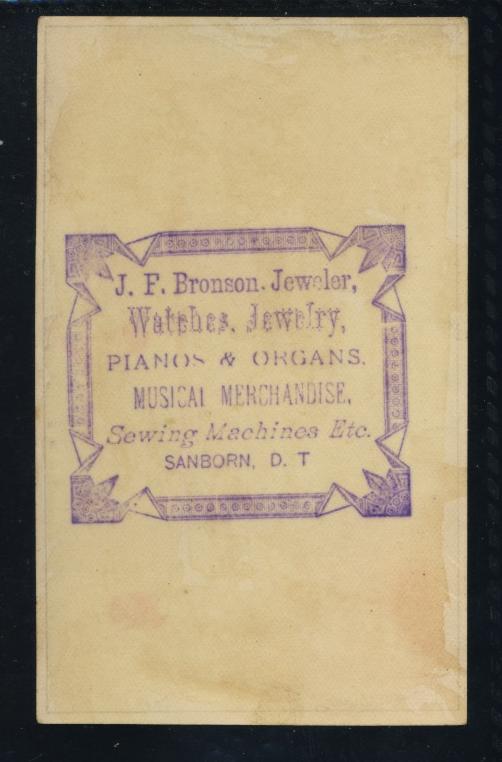 J. F. Bronson. Jeweler,
Watches, Jewelry,
PIANOS & ORGANS.
MUSICAL MERCHANDISE,
Sewing Machines Etc.
SANBORN, D. T